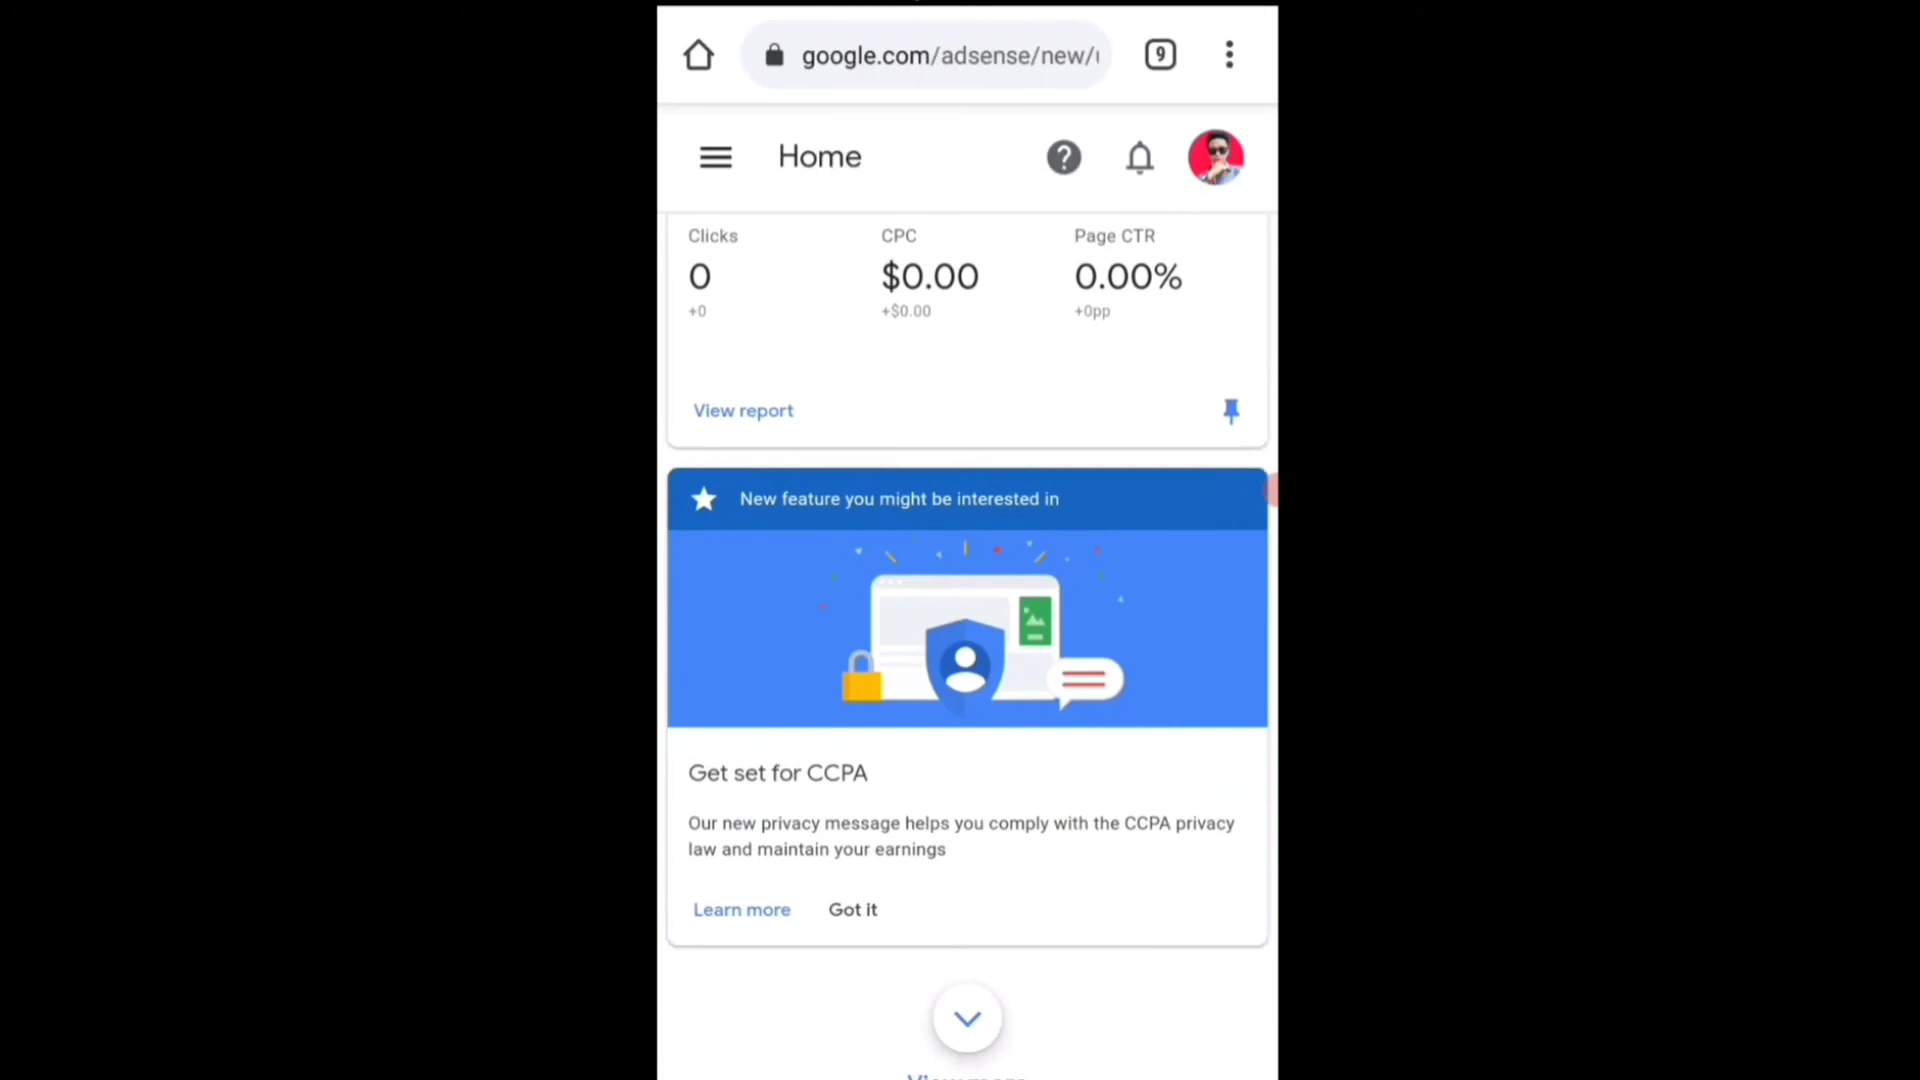 google.com/adsense/new/
9
Home
Clicks CPC Page CTR
0 $0.00 0.00%
+0 +$0.00 +0pp
View report
New feature you might be interested in
Get set for CCPA
Our new privacy message helps you comply with the CCPA privacy
law and maintain your earnings
Learn more Got it